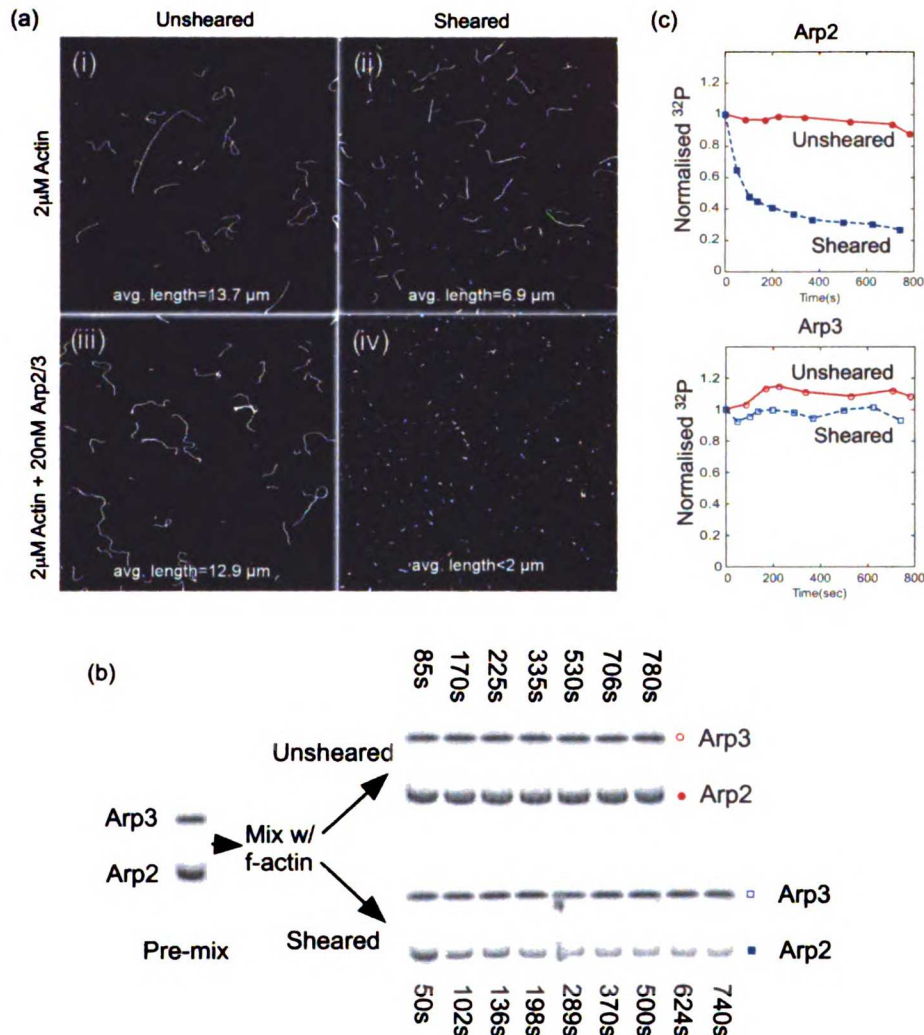 (a)
Unsheared
Sheared
2µM Actin
(i)
avg. length=13.7 µm
(ii)
avg. length=6.9 µm
2µM Actin + 20nM Arp2/3
(iii)
avg. length=12.9 µm
(iv)
avg. length<2 µm
(c)
Arp2
Normalised ³²P
1.2
1
0.8
0.6
0.4
0.2
0
Unsheared
Sheared
0 200 400 600 800
Time(s)
Arp3
Normalised ³²P
1.2
1
0.8
0.6
0.4
0.2
0
Unsheared
Sheared
0 200 400 600 800
Time(sec)
(b)
85s 170s 225s 335s 530s 706s 780s
Unsheared
Arp3
Arp2
Arp3
Arp2
Pre-mix
Mix w/
f-actin
Sheared
Arp3
Arp2
50s 102s 136s 198s 289s 370s 500s 624s 740s